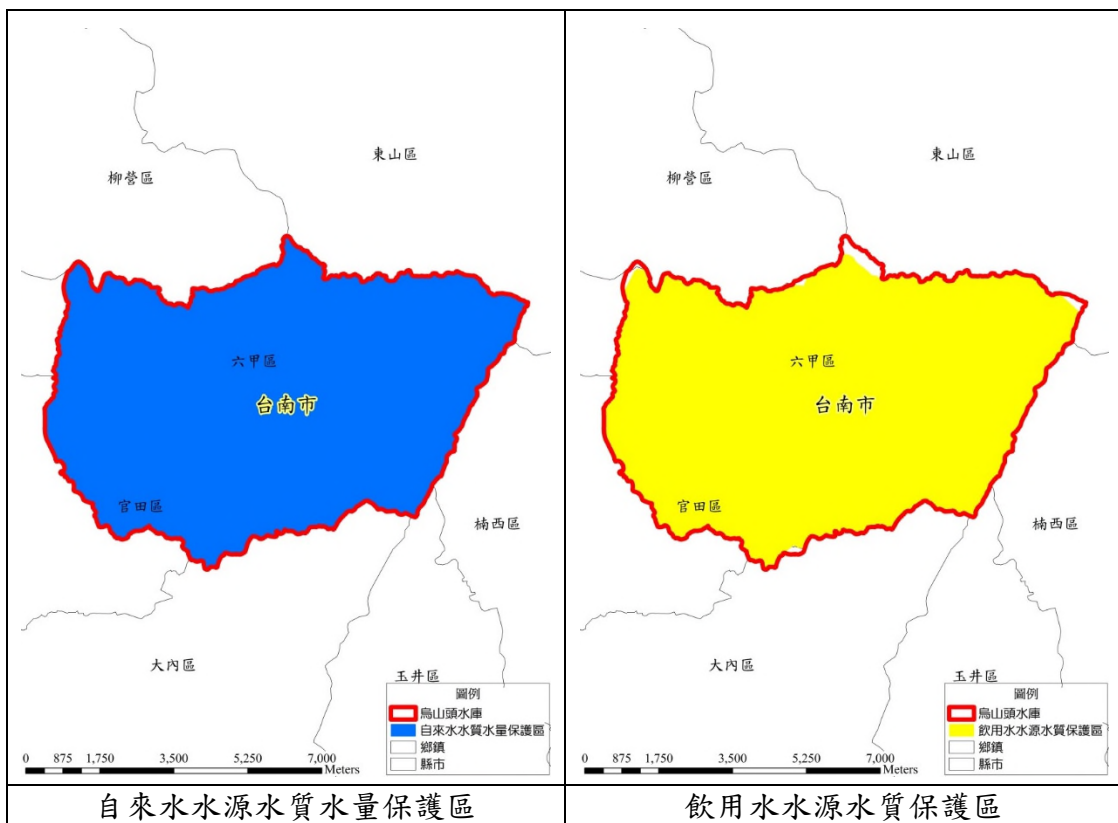 東山區
柳營區
六甲區
台南市
官田區
楠西區
大內區
玉井區
圖例
烏山頭水庫
自來水水質水量保護區
鄉鎮
縣市
0 875 1,750 3,500 5,250 7,000
Meters
自來水水源水質水量保護區
東山區
柳營區
六甲區
台南市
官田區
楠西區
大內區
玉井區
圖例
烏山頭水庫
飲用水水源水質保護區
鄉鎮
縣市
0 875 1,750 3,500 5,250 7,000
Meters
飲用水水源水質保護區